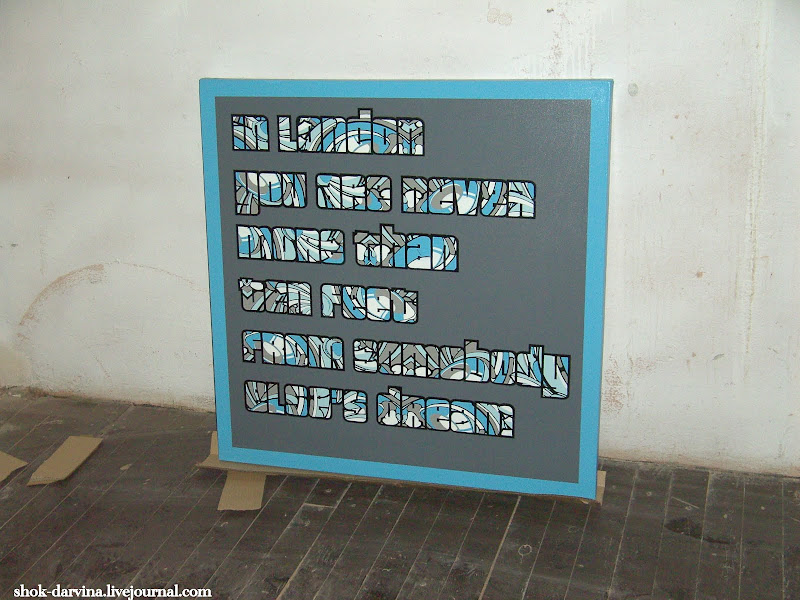 in London
you are never
more than
ten feet
from somebody
else's dream
shok-darvina.livejournal.com